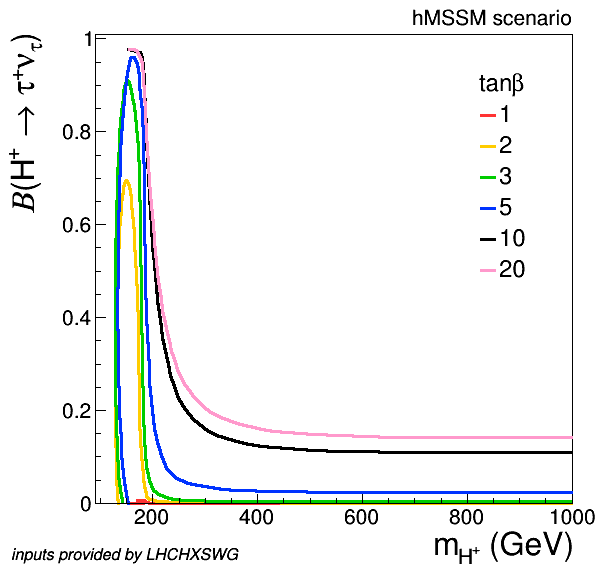 hMSSM scenario
B(H⁺ → τ⁺ν_τ)
1
0.8
0.6
0.4
0.2
0
tanβ
1
2
3
5
10
20
200 400 600 800 1000
m_H⁺ (GeV)
inputs provided by LHCHXSWG